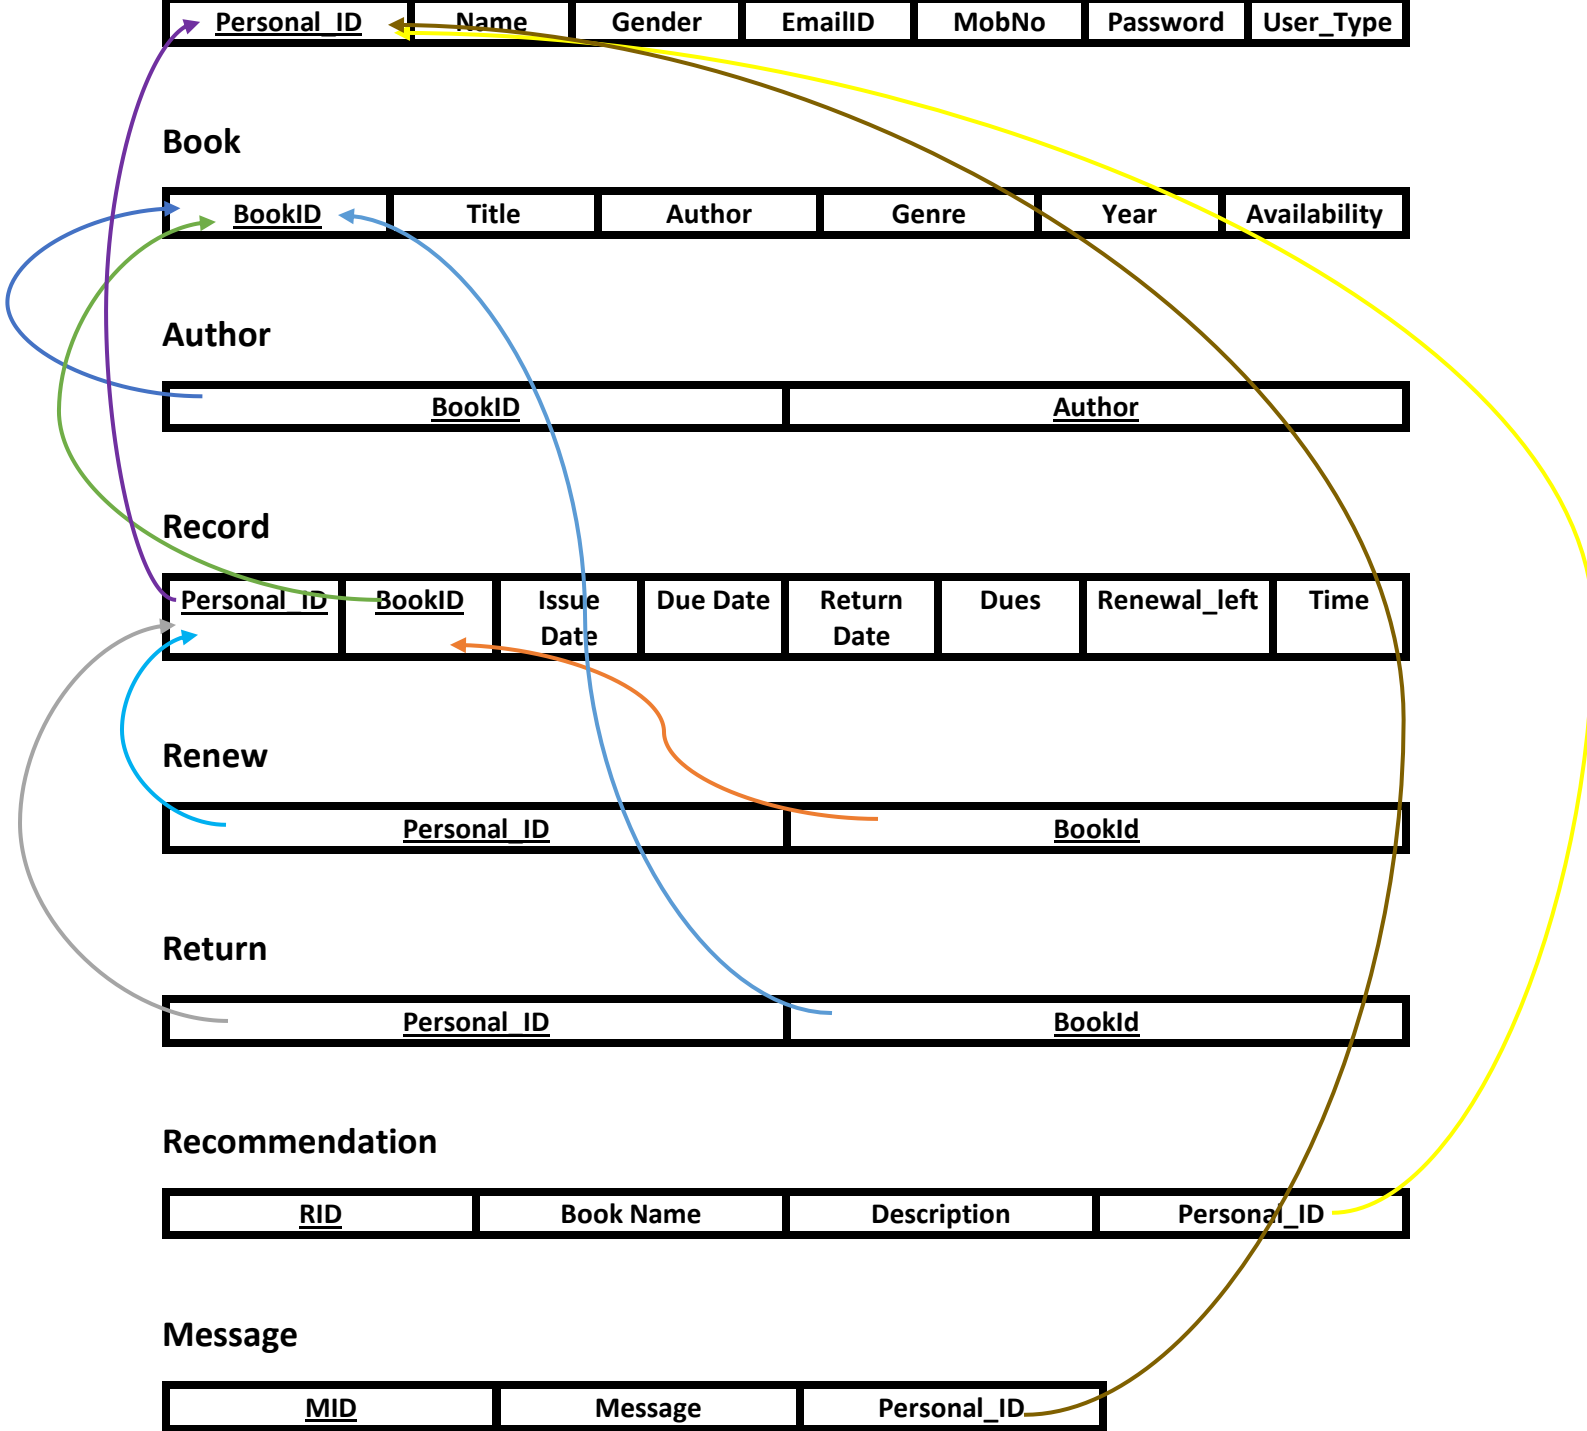 Personal_ID Name Gender EmailID MobNo Password User_Type
Book
BookID Title Author Genre Year Availability
Author
BookID Author
Record
Personal_ID BookID Issue Date Due Date Return Date Dues Renewal_left Time
Renew
Personal_ID BookId
Return
Personal_ID BookId
Recommendation
RID Book Name Description Personal_ID
Message
MID Message Personal_ID